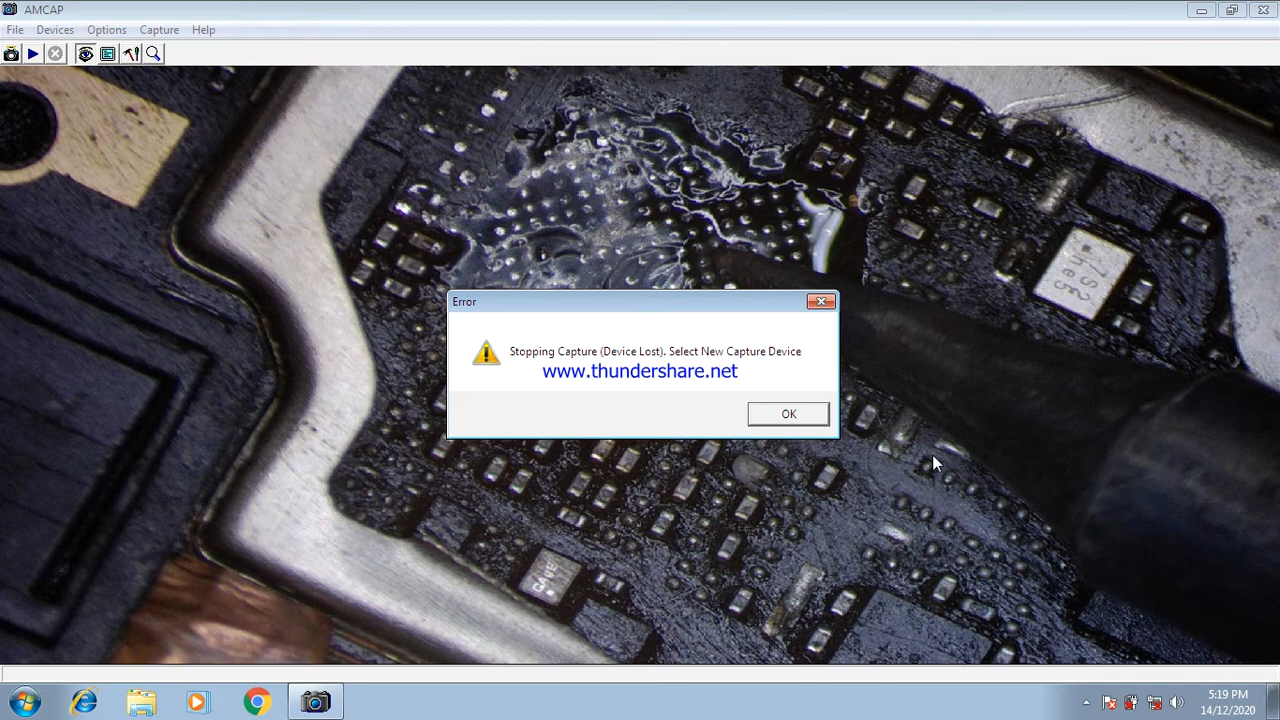 AMCAP
File Devices Options Capture Help
Error
Stopping Capture (Device Lost). Select New Capture Device
www.thundershare.net
OK
5:19 PM
14/12/2020